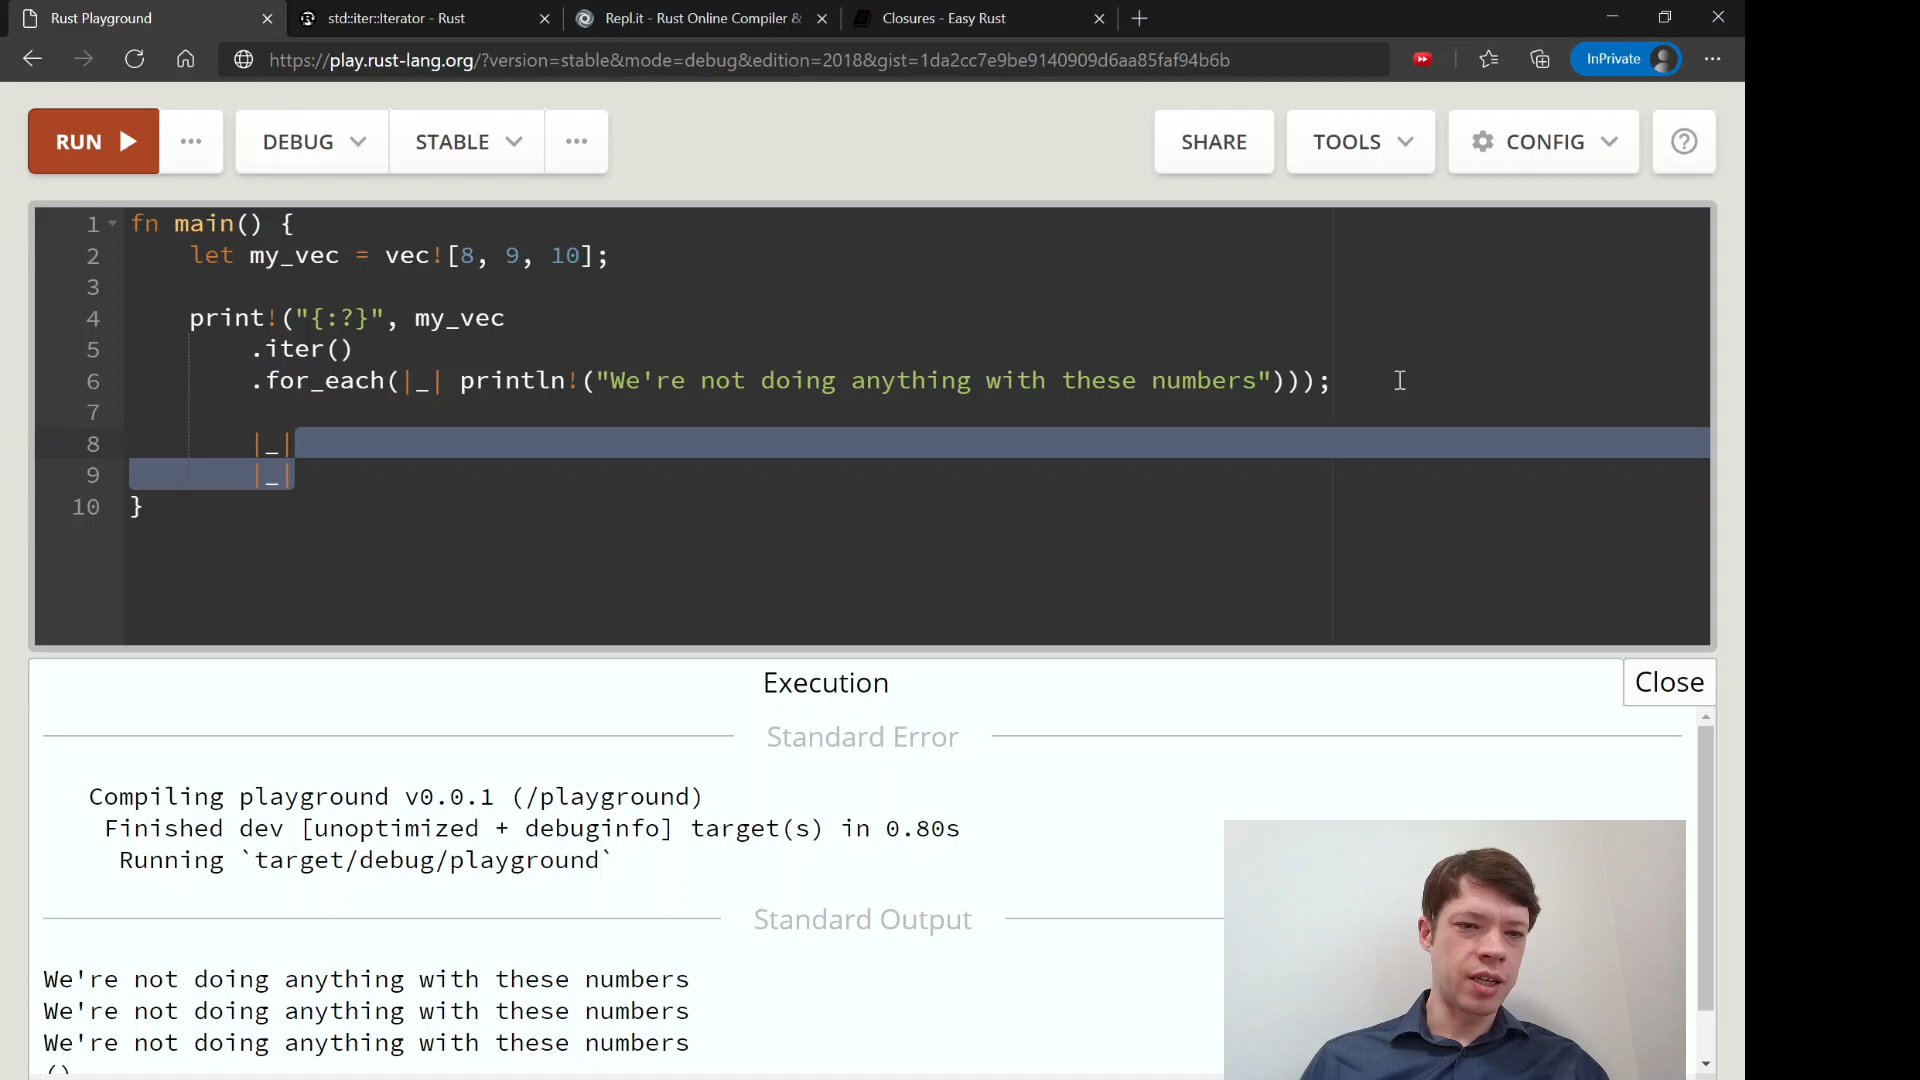 Rust Playground
std::iter::Iterator - Rust
Repl.it - Rust Online Compiler &
Closures - Easy Rust
https://play.rust-lang.org/?version=stable&mode=debug&edition=2018&gist=1da2cc7e9be9140909d6aa85faf94b6b
InPrivate
RUN
DEBUG
STABLE
SHARE
TOOLS
CONFIG
1 fn main() {
2 let my_vec = vec![8, 9, 10];
3
4 print!("{:?}", my_vec
5 .iter()
6 .for_each(|_| println!("We're not doing anything with these numbers")));
7
8 |_|
9 |_|
10 }
Execution
Close
Standard Error
Compiling playground v0.0.1 (/playground)
Finished dev [unoptimized + debuginfo] target(s) in 0.80s
Running `target/debug/playground`
Standard Output
We're not doing anything with these numbers
We're not doing anything with these numbers
We're not doing anything with these numbers
()